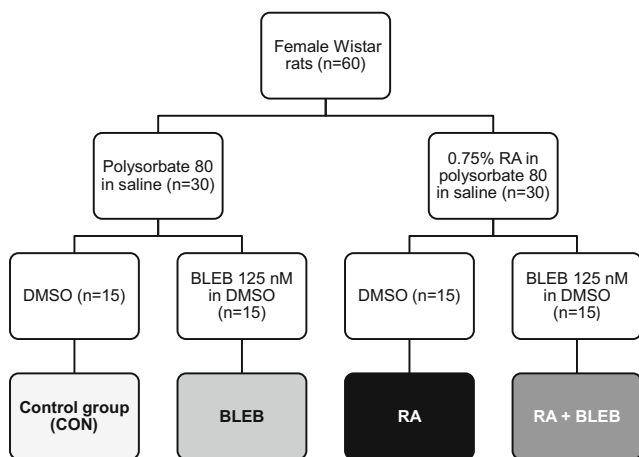 Female Wistar
rats (n=60)
Polysorbate 80
in saline (n=30)
0.75% RA in
polysorbate 80
in saline (n=30)
DMSO (n=15)
BLEB 125 nM
in DMSO
(n=15)
DMSO (n=15)
BLEB 125 nM
in DMSO
(n=15)
Control group
(CON)
BLEB
RA
RA + BLEB